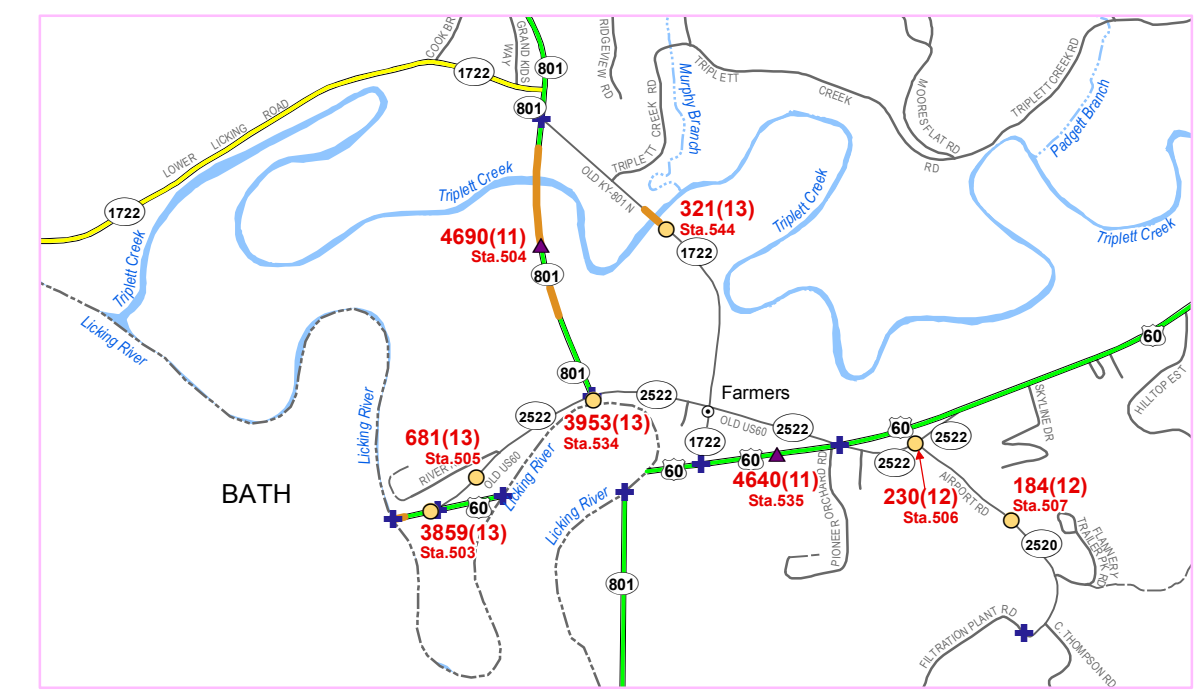 COOK BR
GRAND KIDS
WAY
RIDGEVIEW RD
801
1722
801
LOWER LICKING ROAD
TRIPLETT CREEK RD
MOORES FLAT RD
TRIPLETT CREEK RD
Padgett Branch
Murphy Branch
TRIPLETT CREEK RD
OLD KY-801 N
Triplett Creek
Triplett Creek
Triplett Creek
Triplett Creek
1722
321(13)
Sta.544
1722
4690(11)
Sta.504
801
Licking River
60
801
Licking River
2522
2522
Farmers
OLD US60
2522
60
2522
SKYLINE DR
HILLTOP EST
3953(13)
Sta.534
681(13)
Sta.505
1722
60
60
2522
OLD US60
Licking River
BATH
60
3859(13)
Sta.503
Licking River
4640(11)
Sta.535
PIONEER ORCHARD RD
230(12)
Sta.506
AIRPORT RD
184(12)
Sta.507
2520
FLANNERY
TRAILER PK RD
801
FILTRATION PLANT RD
C. THOMPSON RD